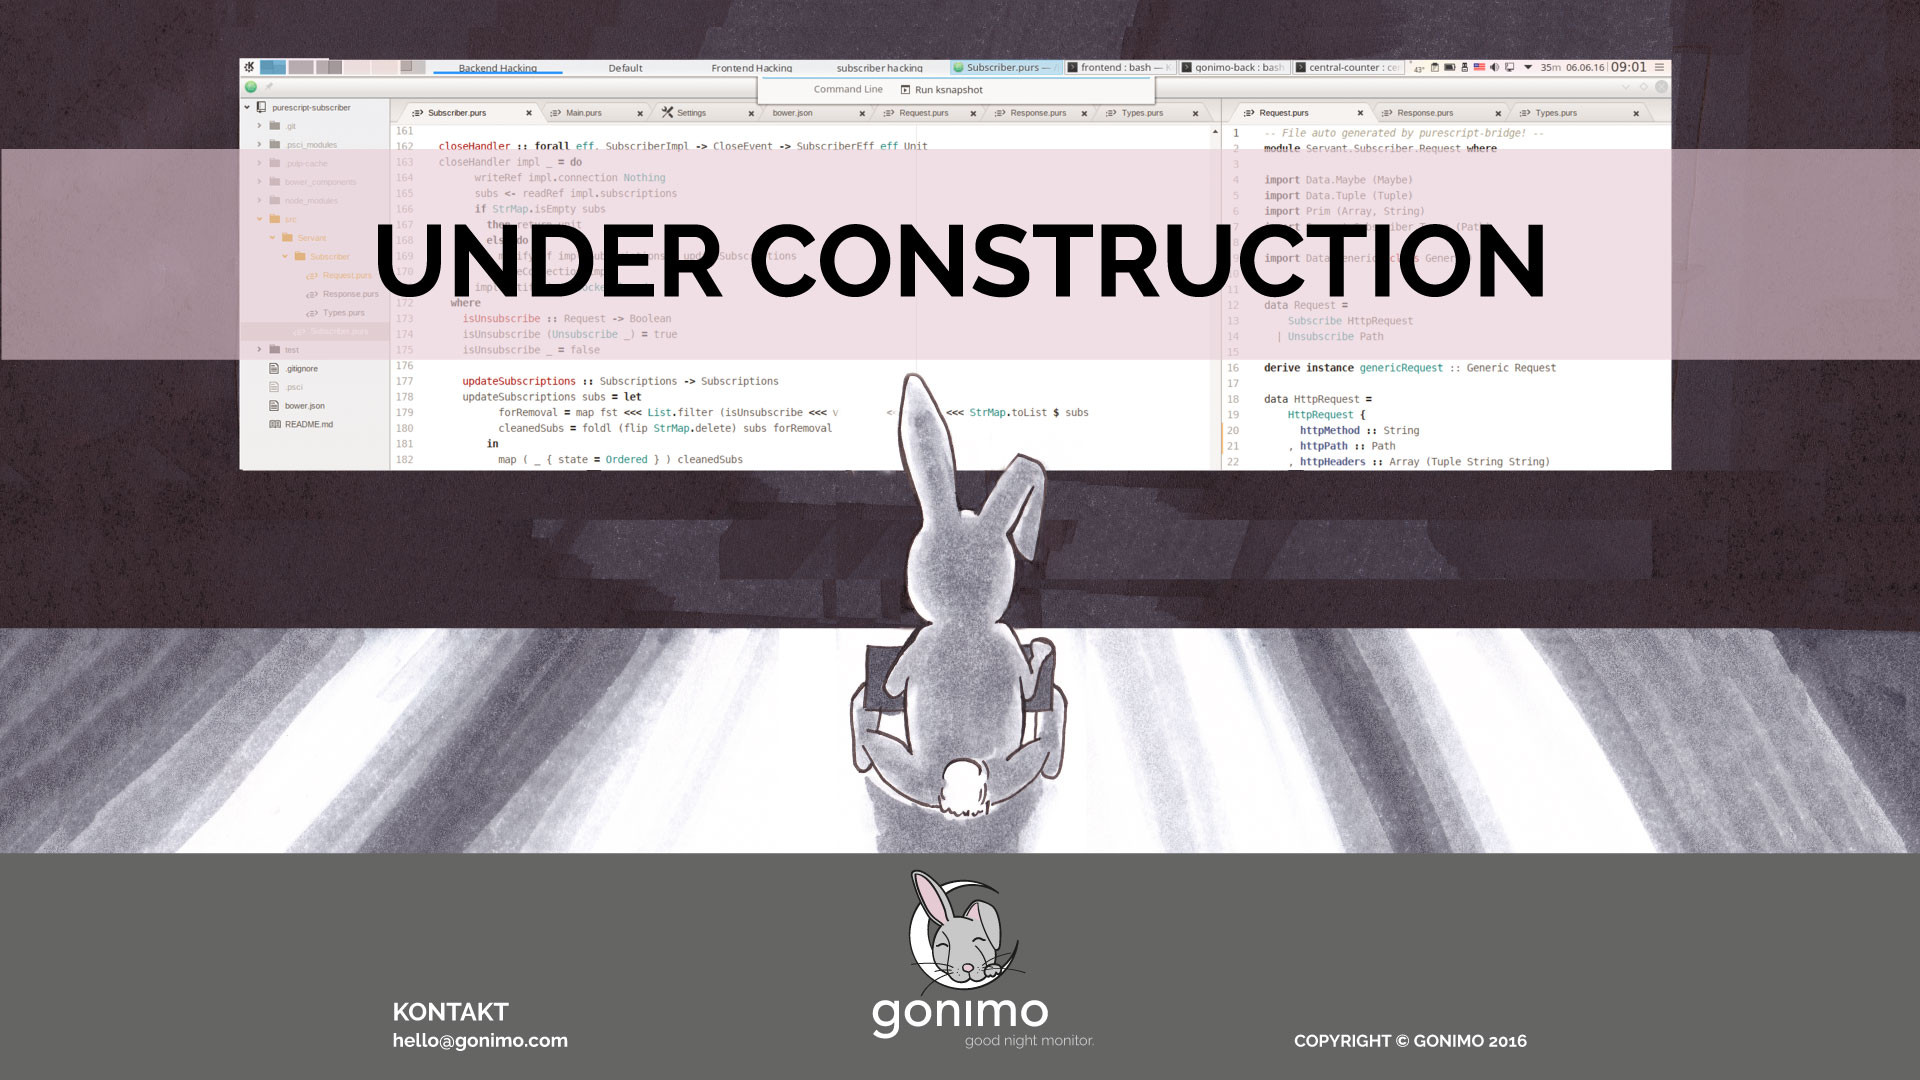 Backend Hacking Default Frontend Hacking subscriber hacking Subscriber.purs — frontend : bash — gonimo-back : bash central-counter : 43° 35m 06.06.16 09:01
Command Line Run ksnapshot
purescript-subscriber
.git
.psci_modules
.pulp-cache
bower_components
node_modules
src
Servant
Subscriber
Request.purs
Response.purs
Types.purs
Subscriber.purs
test
.gitignore
.psci
bower.json
README.md
Subscriber.purs Main.purs Settings bower.json Request.purs Response.purs Types.purs
161
162 closeHandler :: forall eff. SubscriberImpl -> CloseEvent -> SubscriberEff eff Unit
163 closeHandler impl _ = do
164 writeRef impl.connection Nothing
165 subs <- readRef impl.subscriptions
166 if StrMap.isEmpty subs
167 then return unit
168 else do
169
170
172 where
173 isUnsubscribe :: Request -> Boolean
174 isUnsubscribe (Unsubscribe _) = true
175 isUnsubscribe _ = false
176
177 updateSubscriptions :: Subscriptions -> Subscriptions
178 updateSubscriptions subs = let
179 forRemoval = map fst <<< List.filter (isUnsubscribe <<< <<< StrMap.toList $ subs
180 cleanedSubs = foldl (flip StrMap.delete) subs forRemoval
181 in
182 map ( _ { state = Ordered } ) cleanedSubs
Request.purs Response.purs Types.purs
1 -- File auto generated by purescript-bridge! --
2 module Servant.Subscriber.Request where
3
4 import Data.Maybe (Maybe)
5 import Data.Tuple (Tuple)
6 import Prim (Array, String)
7
8
9 import
11
12 data Request =
13 Subscribe HttpRequest
14 | Unsubscribe Path
15
16 derive instance genericRequest :: Generic Request
17
18 data HttpRequest =
19 HttpRequest {
20 httpMethod :: String
21 , httpPath :: Path
22 , httpHeaders :: Array (Tuple String String)
UNDER CONSTRUCTION
KONTAKT
hello@gonimo.com
gonimo
good night monitor.
COPYRIGHT © GONIMO 2016